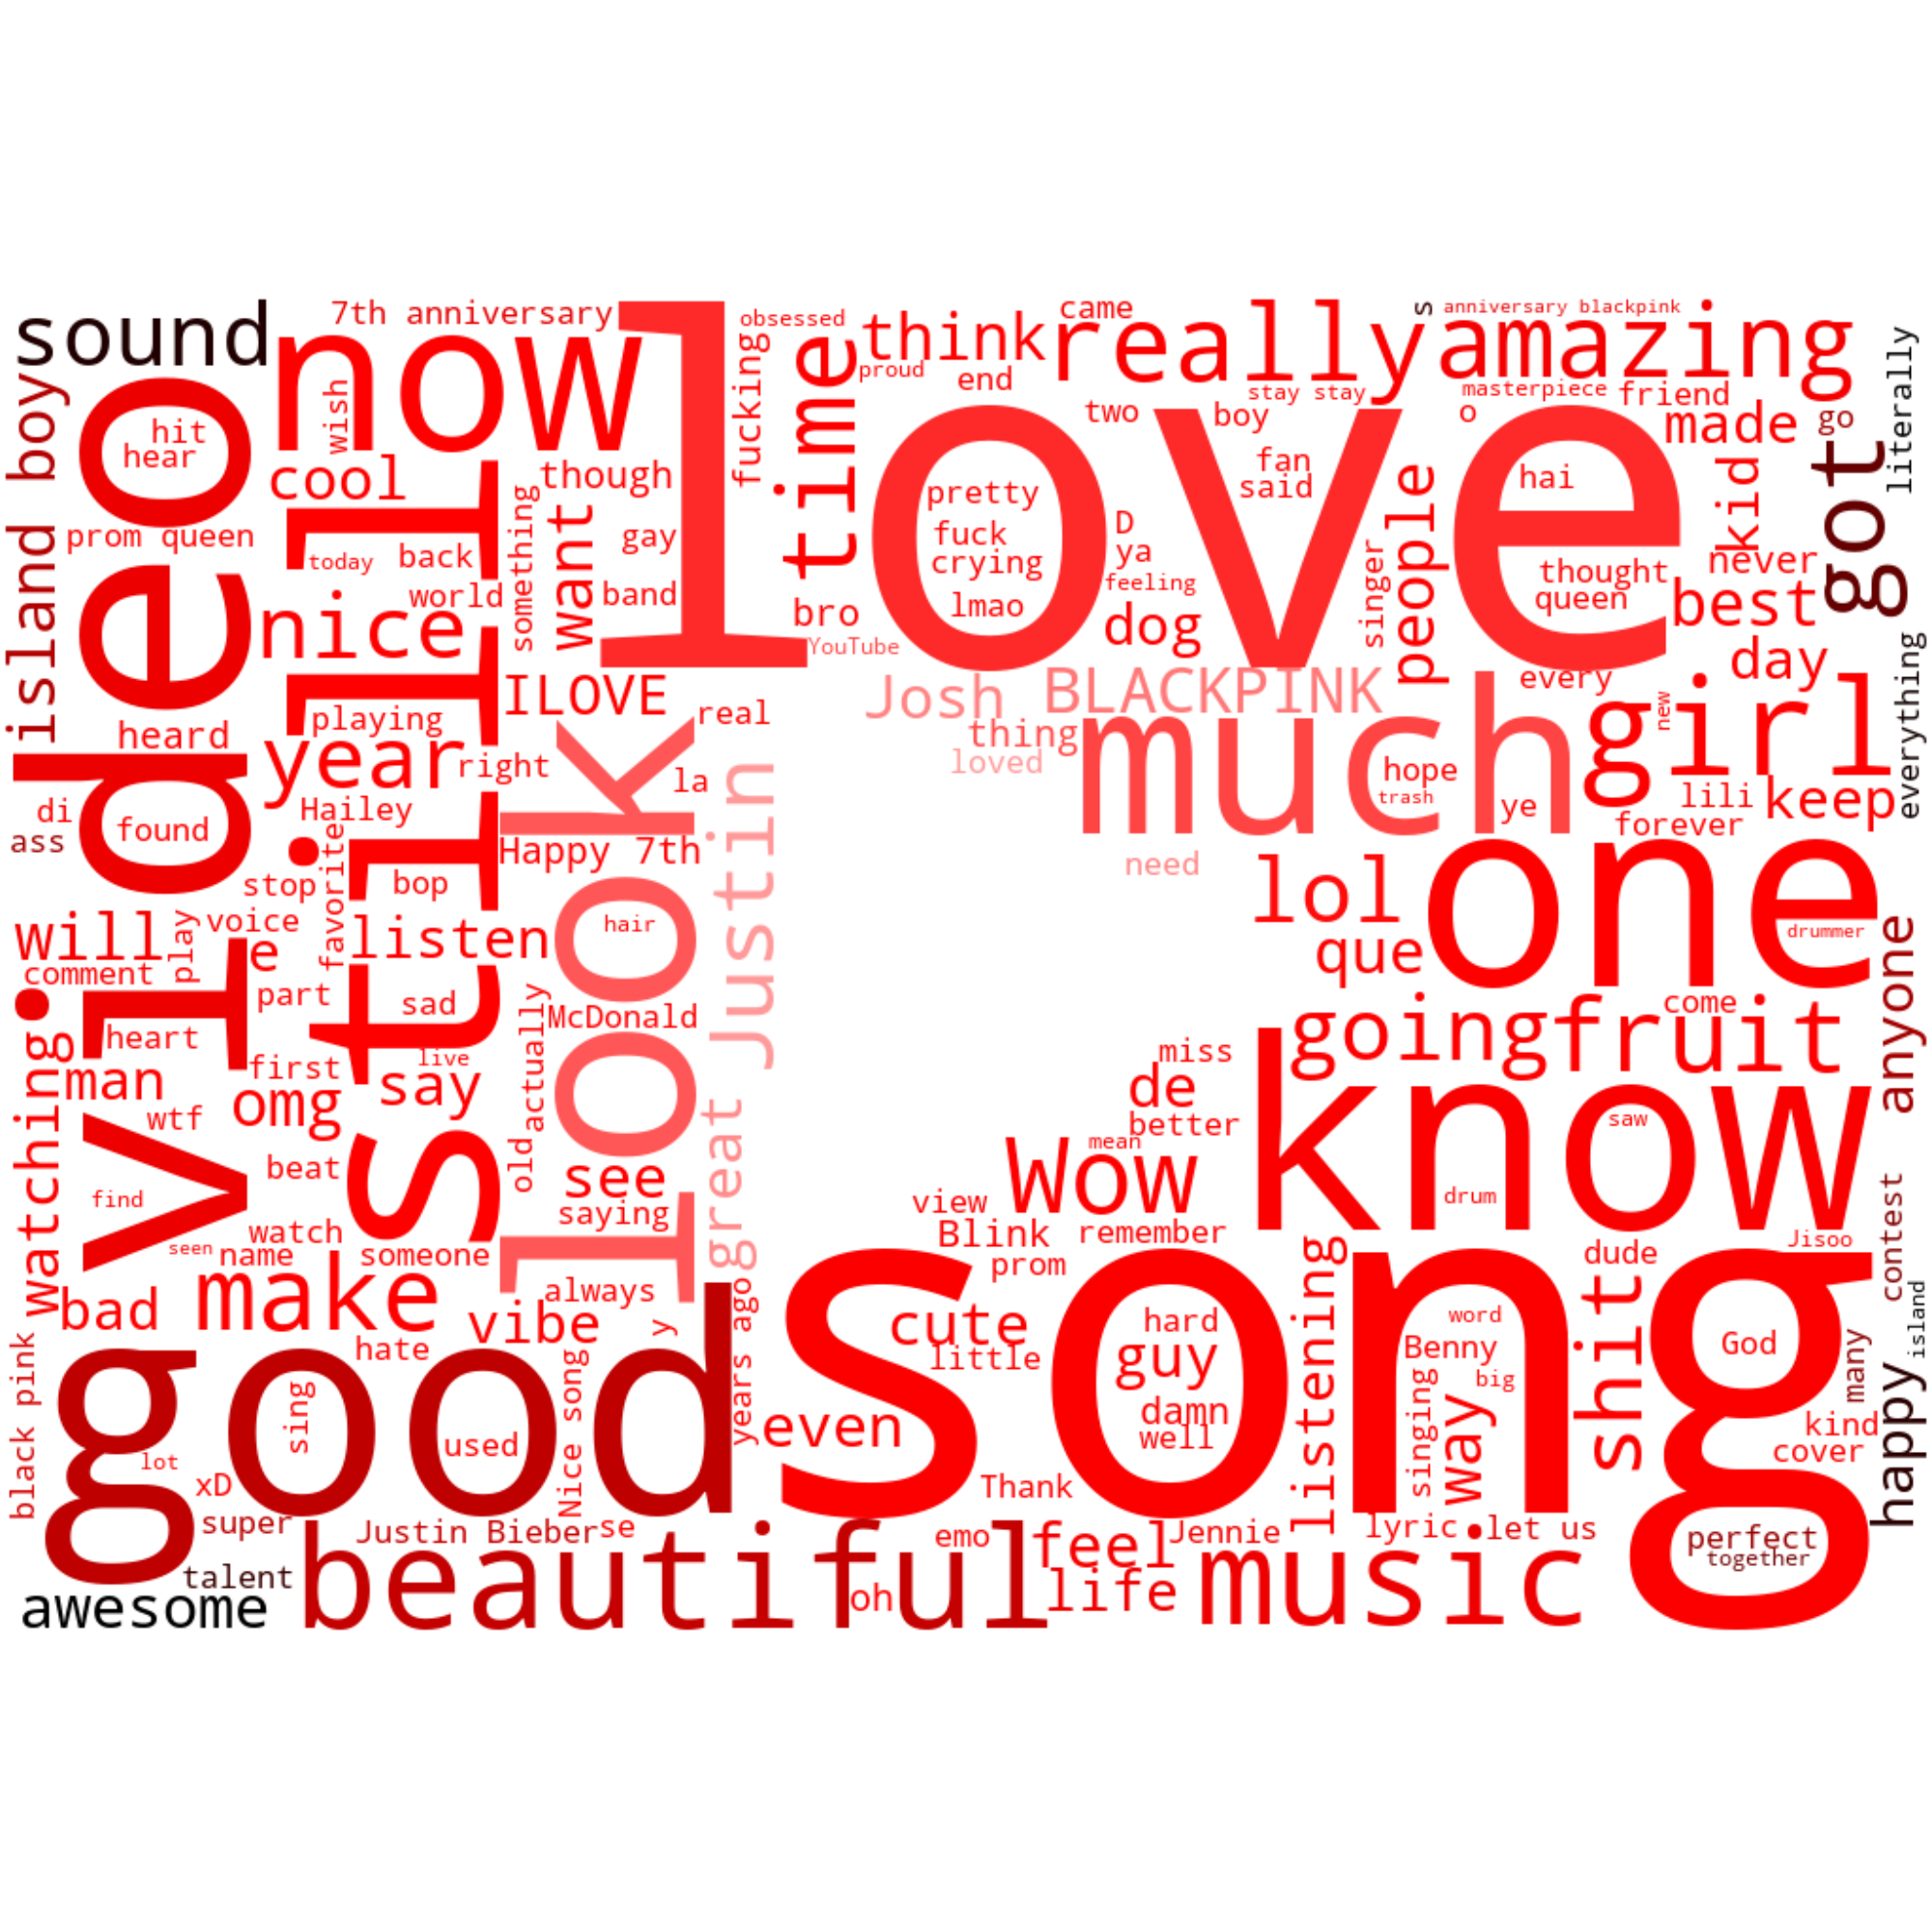 sound
now
7th anniversary
love
obsessed
time
think
came
really
s
anniversary blackpink
amazing
literally
island boy
video
hit
hear
wish
cool
still
though
fucking
proud
end
two
stay stay
boy
masterpiece
o
friend
made
go
got
prom queen
today
back
something
want
gay
pretty
fuck
crying
lmao
D
ya
feeling
fan
said
people
hai
kid
never
thought
queen
best
nice
world
band
bro
YouTube
dog
singer
day
everything
ILOVE
real
Josh
BLACKPINK
every
new
girl
heard
playing
year
right
look
la
thing
loved
much
hope
trash
ye
lili
keep
forever
di
ass
found
Hailey
favorite
Happy 7th
Justin
need
stop
bop
lol
one
will
play
voice
e
listen
hair
que
drummer
anyone
comment
part
sad
actually
McDonald
going
fruit
come
watching
heart
man
first
live
miss
wtf
omg
say
great
de
better
know
saw
beat
old
see
mean
Wow
find
saying
view
drum
contest
seen
name
watch
someone
Blink
remember
prom
Jisoo
dude
bad
make
always
vibe
y
years ago
song
cute
little
hard
guy
listening
word
Benny
shit
God
island
black pink
good
hate
Nice song
big
many
happy
sing
used
even
damn
well
singing
way
kind
cover
lot
xD
Thank
super
Justin Bieber
se
emo
feel
Jennie
lyric
let us
perfect
together
talent
awesome
beautiful
oh
life
music